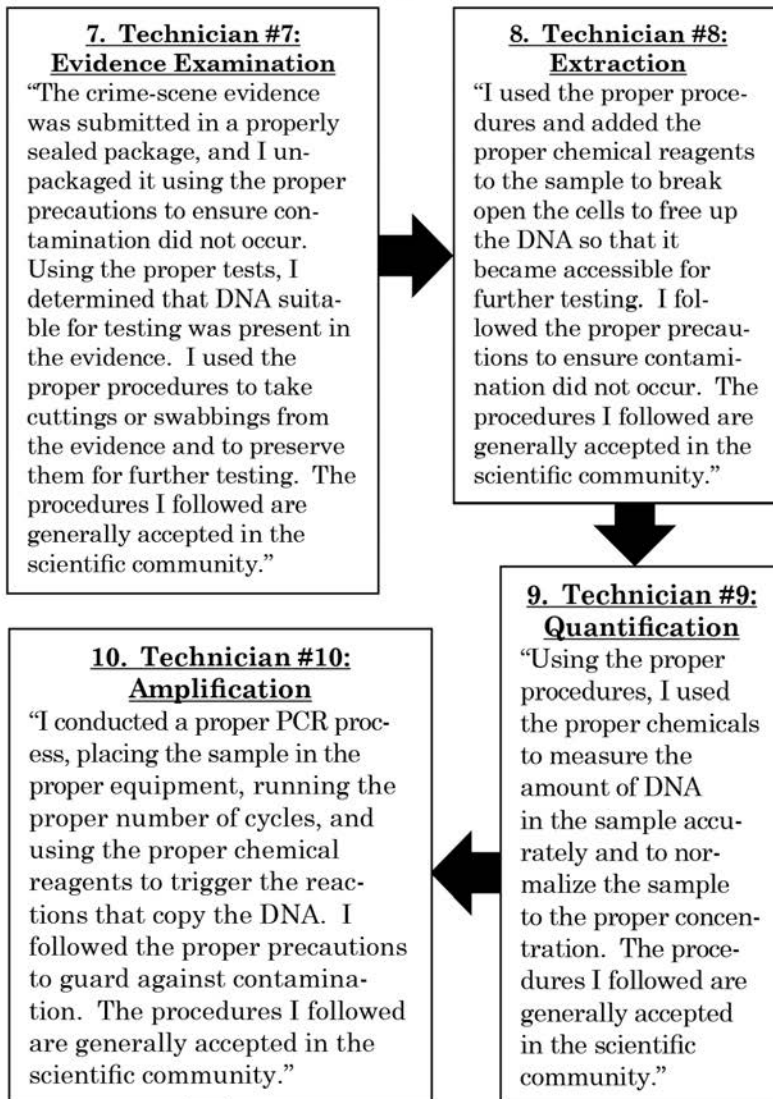 7. Technician #7:
Evidence Examination
“The crime-scene evidence
was submitted in a properly
sealed package, and I un-
packaged it using the proper
precautions to ensure con-
tamination did not occur.
Using the proper tests, I
determined that DNA suita-
ble for testing was present in
the evidence. I used the
proper procedures to take
cuttings or swabbings from
the evidence and to preserve
them for further testing. The
procedures I followed are
generally accepted in the
scientific community.”
8. Technician #8:
Extraction
“I used the proper proce-
dures and added the
proper chemical reagents
to the sample to break
open the cells to free up
the DNA so that it
became accessible for
further testing. I fol-
lowed the proper precau-
tions to ensure contami-
nation did not occur. The
procedures I followed are
generally accepted in the
scientific community.”
9. Technician #9:
Quantification
“Using the proper
procedures, I used
the proper chemicals
to measure the
amount of DNA
in the sample accu-
rately and to nor-
malize the sample
to the proper concen-
tration. The proce-
dures I followed are
generally accepted
in the scientific
community.”
10. Technician #10:
Amplification
“I conducted a proper PCR proc-
ess, placing the sample in the
proper equipment, running the
proper number of cycles, and
using the proper chemical
reagents to trigger the reac-
tions that copy the DNA. I
followed the proper precautions
to guard against contamina-
tion. The procedures I followed
are generally accepted in the
scientific community.”